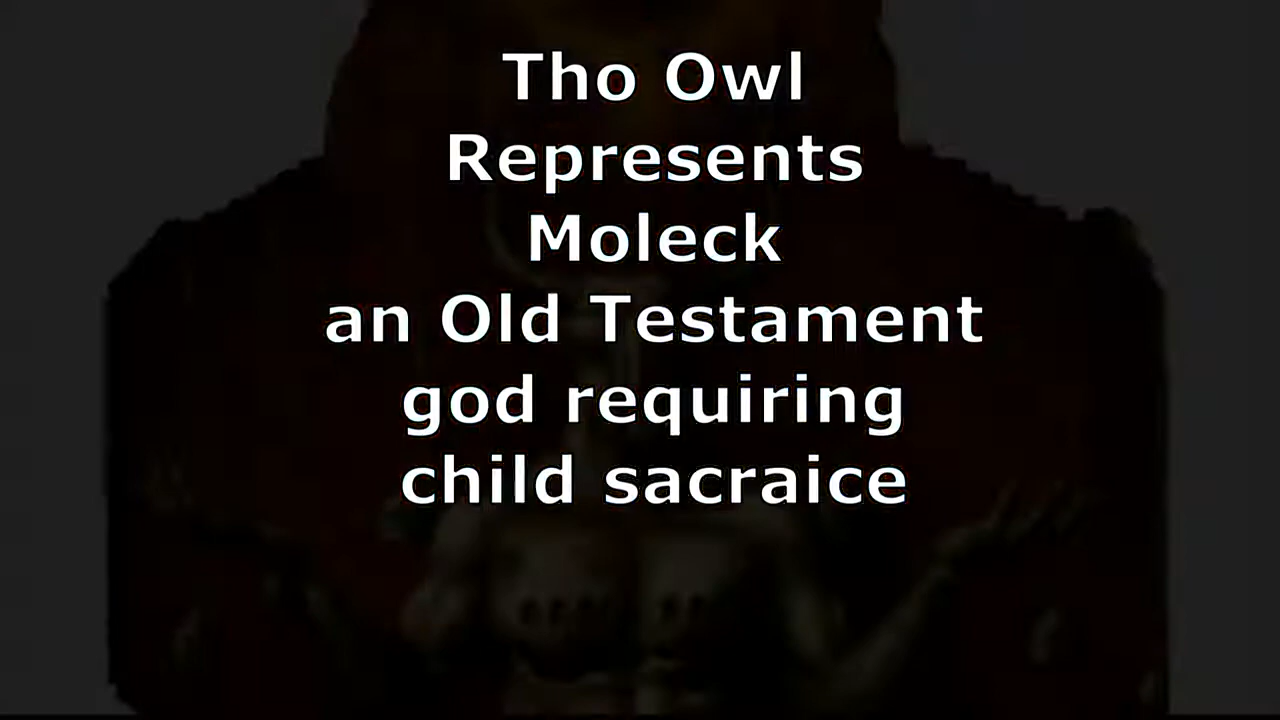 Tho Owl
Represents
Moleck
an Old Testament
god requiring
child sacraice